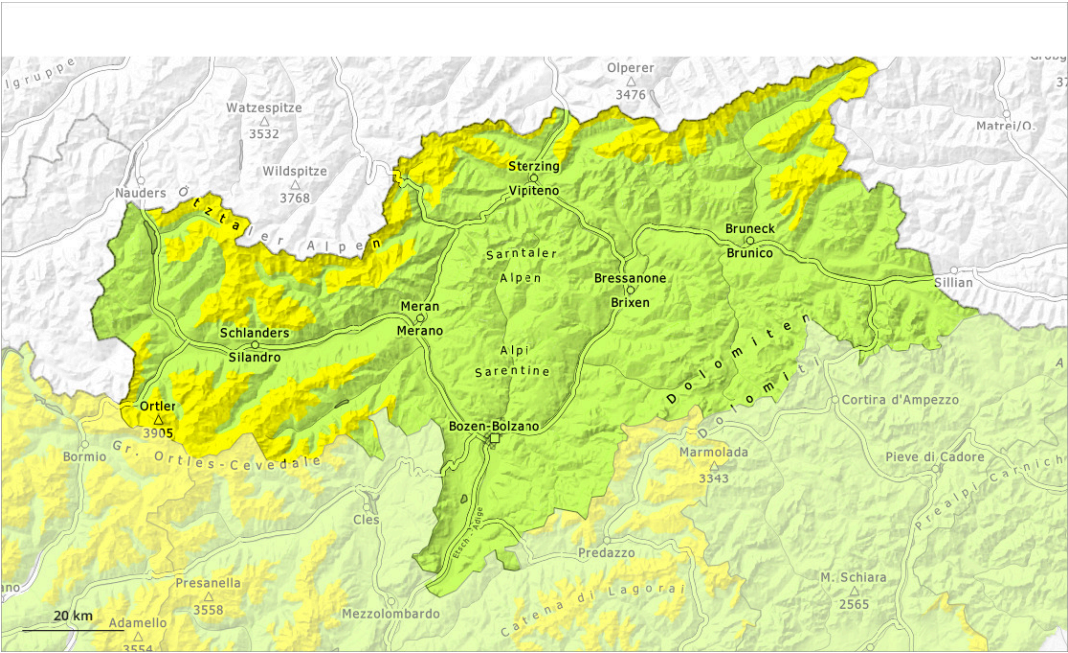 lgruppe
Olperer
3476
Watzespitze
3532
Matrei/O.
Wildspitze
3768
Nauders
Ötztaler Alpen
Sterzing
Vipiteno
Bruneck
Brunico
Sarntaler
Alpen
Bressanone
Brixen
Sillian
Meran
Merano
Schlanders
Silandro
Alpi
Sarentine
Dolomiten
Dolomiti
Ortler
3905
Cortina d'Ampezzo
Bozen-Bolzano
Bormio
Gr. Ortles-Cevedale
Marmolada
3343
Pieve di Cadore
Prealpi Carnich
Cles
Etsch - Adige
Predazzo
Presanella
3558
M. Schiara
2565
Catena di Lagorai
Mezzolombardo
20 km
Adamello
3554